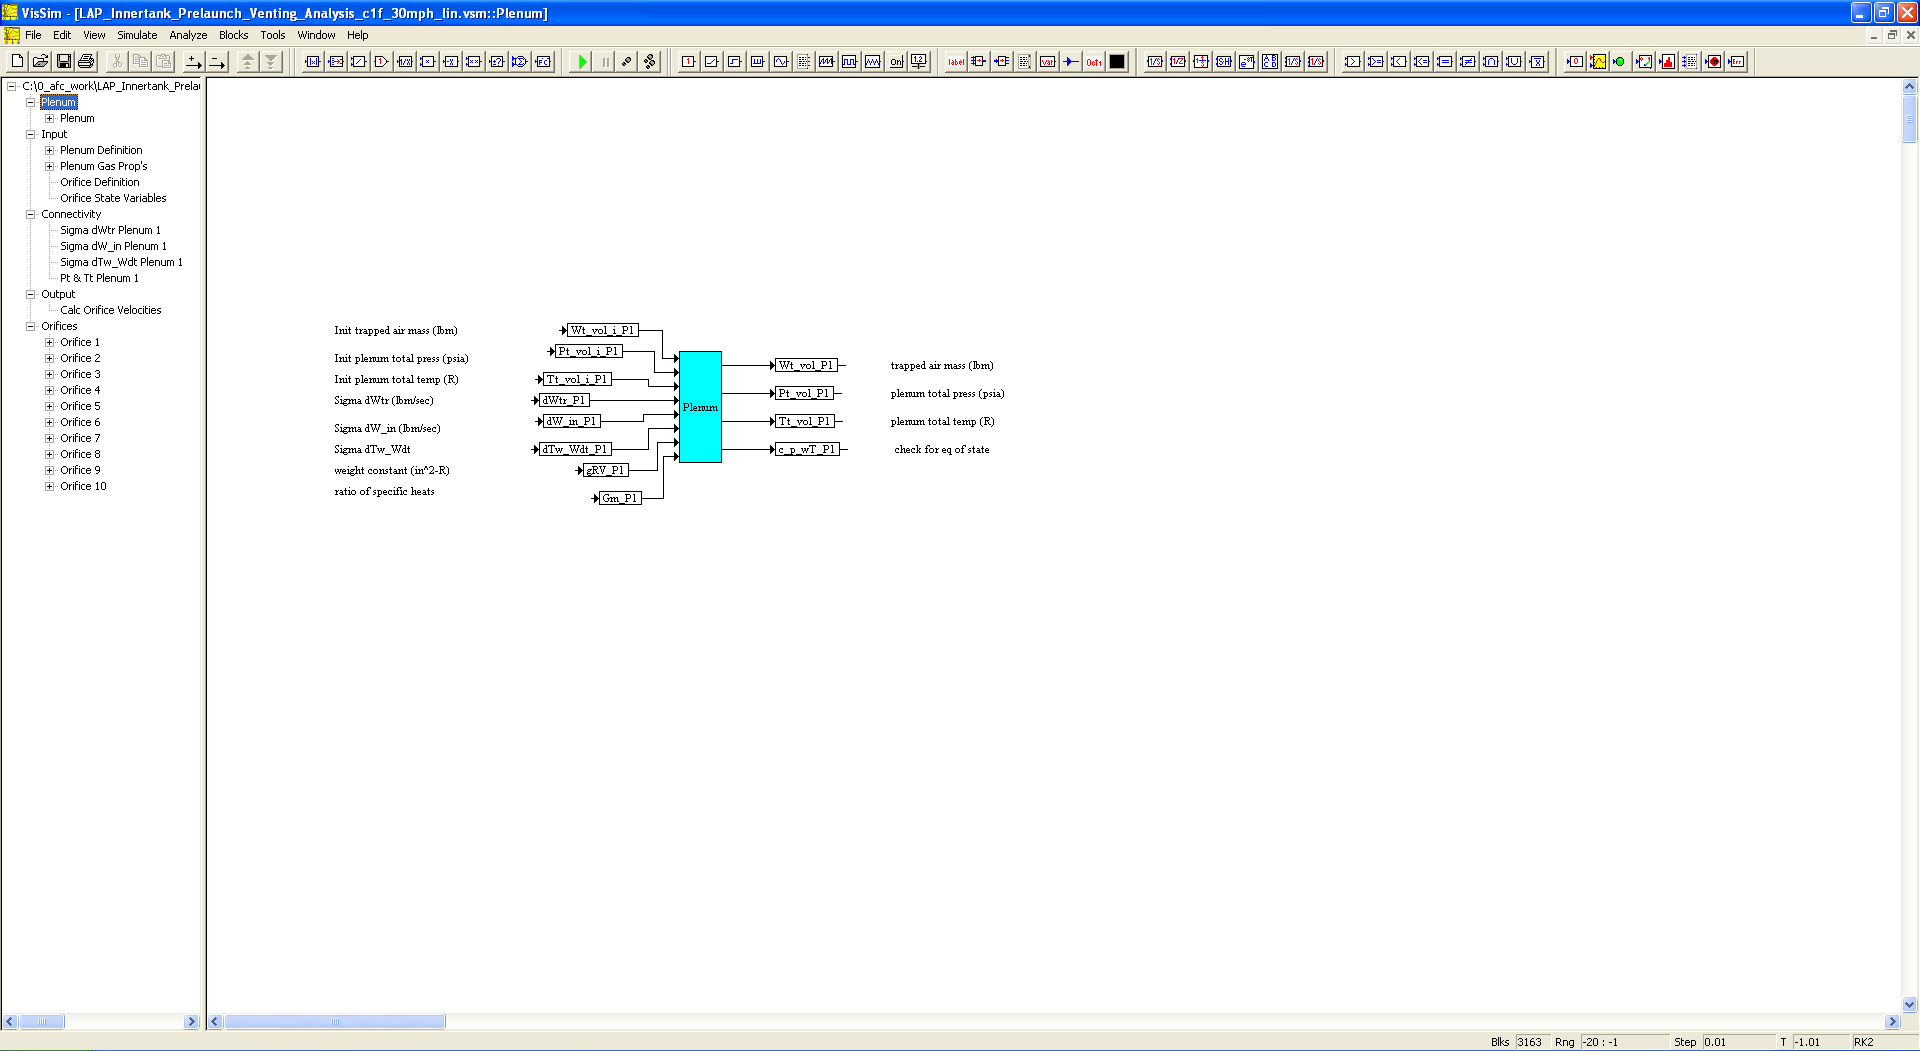 VisSim - [LAP_Innertank_Prelaunch_Venting_Analysis_c1f_30mph_lin.vsm::Plenum]
File Edit View Simulate Analyze Blocks Tools Window Help
C:\0_afc_work\LAP_Innertank_Prelau
Plenum
Plenum
Input
Plenum Definition
Plenum Gas Prop's
Orifice Definition
Orifice State Variables
Connectivity
Sigma dWtr Plenum 1
Sigma dW_in Plenum 1
Sigma dTw_Wdt Plenum 1
Pt & Tt Plenum 1
Output
Calc Orifice Velocities
Orifices
Orifice 1
Orifice 2
Orifice 3
Orifice 4
Orifice 5
Orifice 6
Orifice 7
Orifice 8
Orifice 9
Orifice 10
Init trapped air mass (lbm)
Init plenum total press (psia)
Init plenum total temp (R)
Sigma dWtr (lbm/sec)
Sigma dW_in (lbm/sec)
Sigma dTw_Wdt
weight constant (in^2-R)
ratio of specific heats
Wt_vol_i_P1
Pt_vol_i_P1
Tt_vol_i_P1
dWtr_P1
dW_in_P1
dTw_Wdt_P1
gRV_P1
Gm_P1
Plenum
Wt_vol_P1
Pt_vol_P1
Tt_vol_P1
c_p_wT_P1
trapped air mass (lbm)
plenum total press (psia)
plenum total temp (R)
check for eq of state
Blks 3163 Rng -20 : -1 Step 0.01 T -1.01 RK2